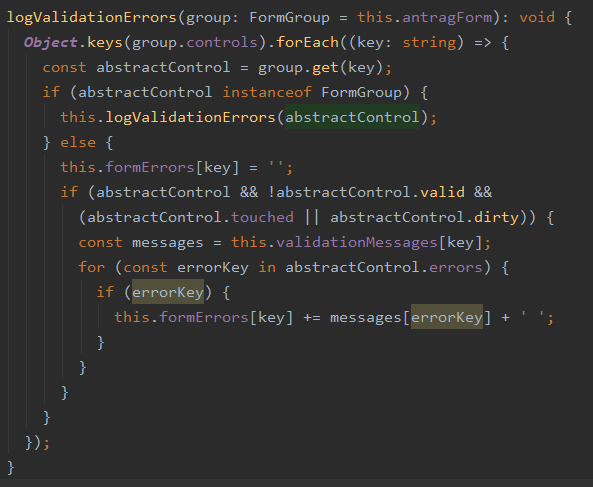 logValidationErrors(group: FormGroup = this.antragForm): void {
  Object.keys(group.controls).forEach((key: string) => {
    const abstractControl = group.get(key);
    if (abstractControl instanceof FormGroup) {
      this.logValidationErrors(abstractControl);
    } else {
      this.formErrors[key] = '';
      if (abstractControl && !abstractControl.valid &&
        (abstractControl.touched || abstractControl.dirty)) {
        const messages = this.validationMessages[key];
        for (const errorKey in abstractControl.errors) {
          if (errorKey) {
            this.formErrors[key] += messages[errorKey] + ' ';
          }
        }
      }
    }
  });
}